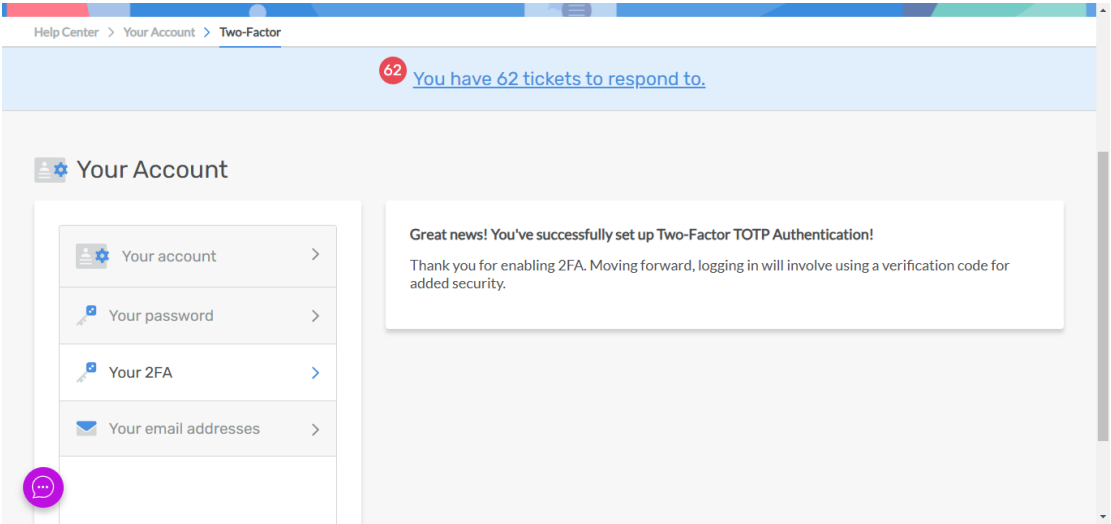 Help Center > Your Account > Two-Factor
62 You have 62 tickets to respond to.
Your Account
Your account
Your password
Your 2FA
Your email addresses
Great news! You've successfully set up Two-Factor TOTP Authentication!
Thank you for enabling 2FA. Moving forward, logging in will involve using a verification code for
added security.